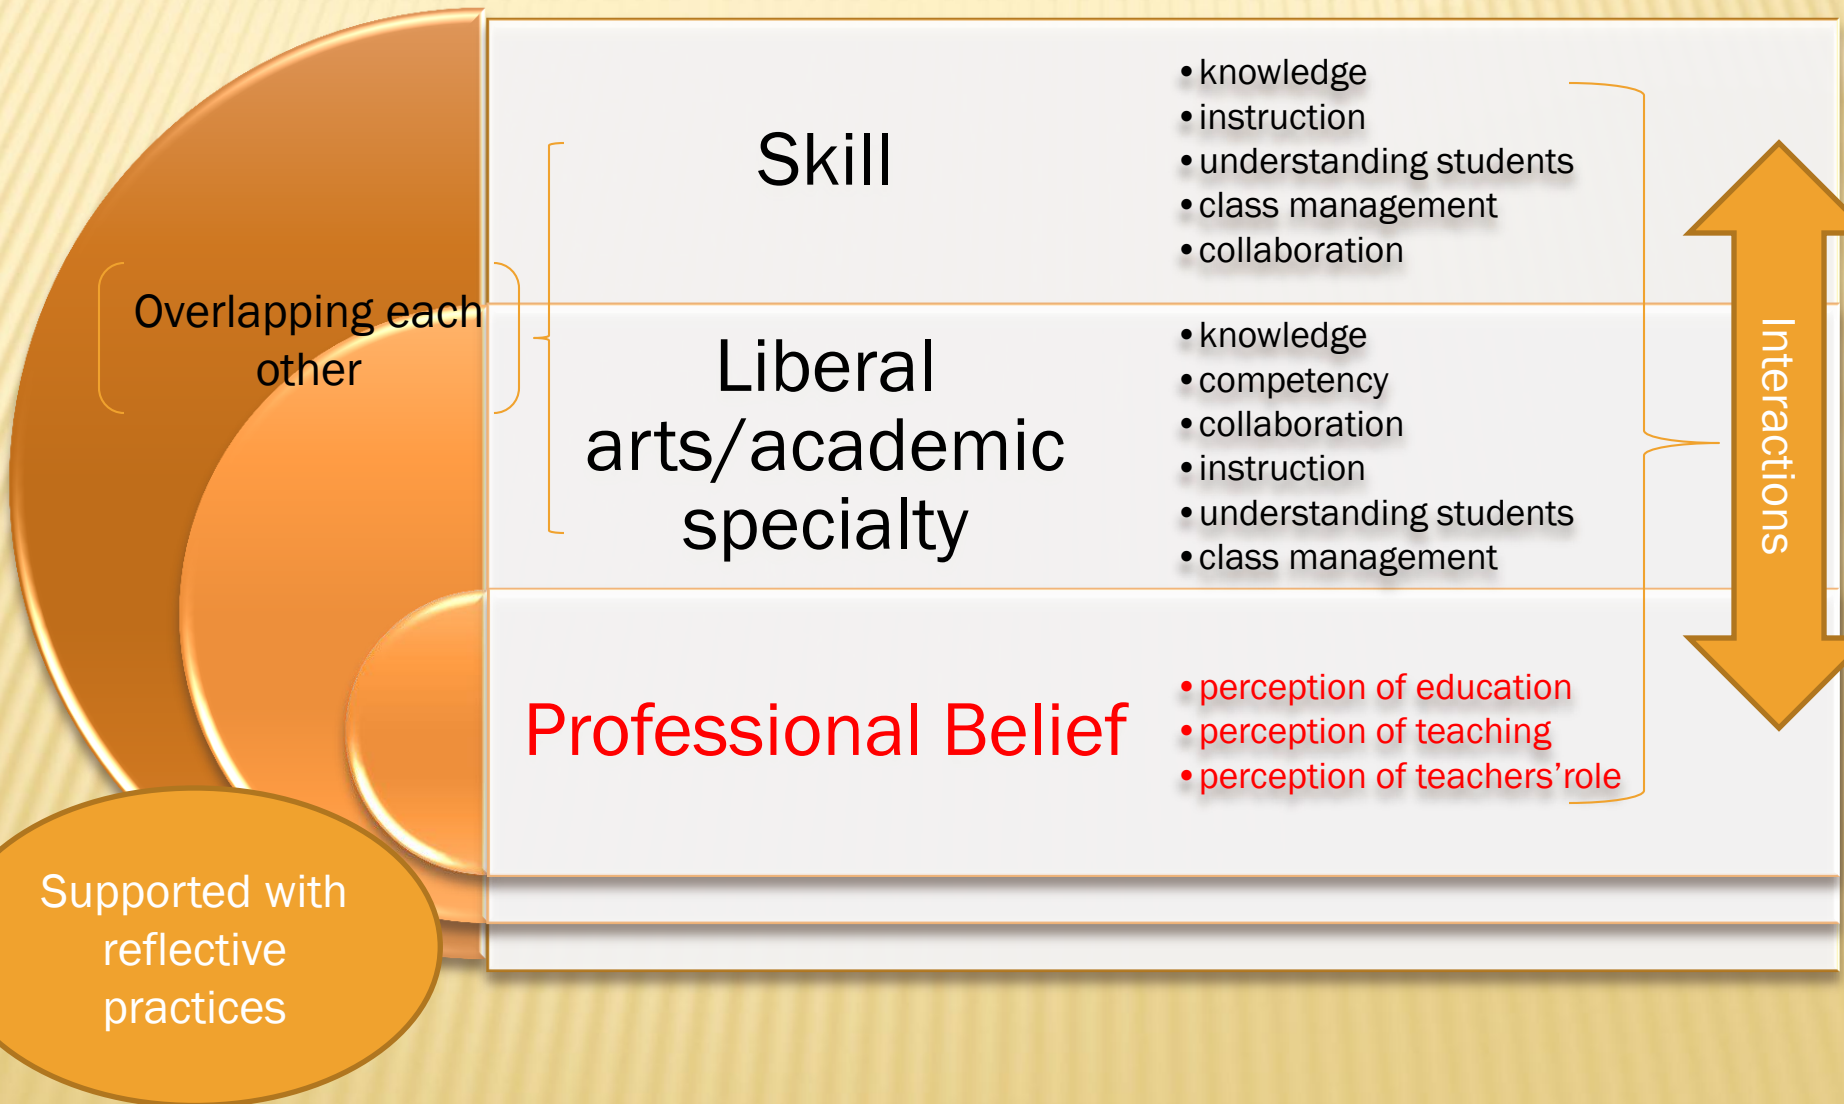 Skill
• knowledge
• instruction
• understanding students
• class management
• collaboration
Overlapping each
other
Liberal
arts/academic
specialty
• knowledge
• competency
• collaboration
• instruction
• understanding students
• class management
Professional Belief
• perception of education
• perception of teaching
• perception of teachers’role
Interactions
Supported with
reflective
practices